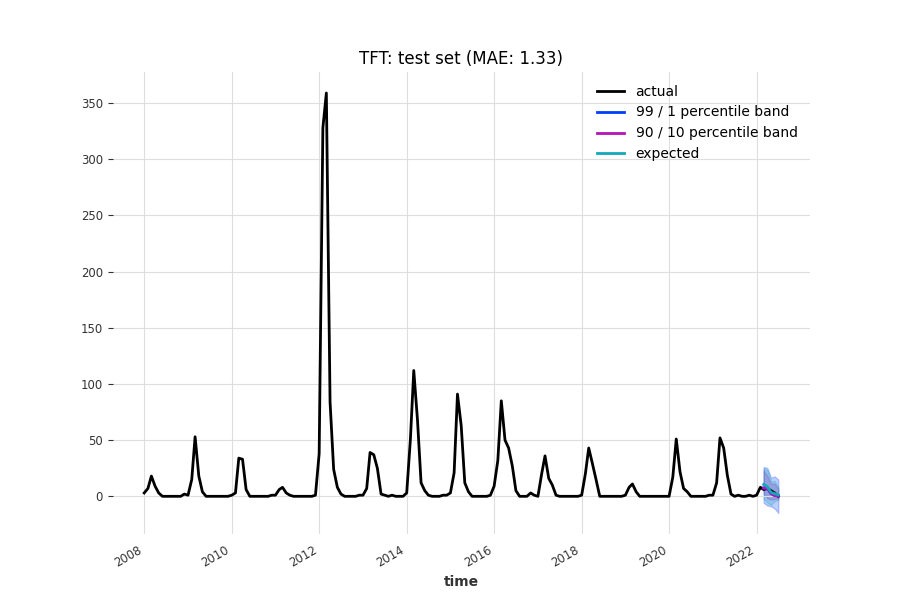 TFT: test set (MAE: 1.33)
actual
99 / 1 percentile band
90 / 10 percentile band
expected
350
300
250
200
150
100
50
0
2008
2010
2012
2014
2016
2018
2020
2022
time